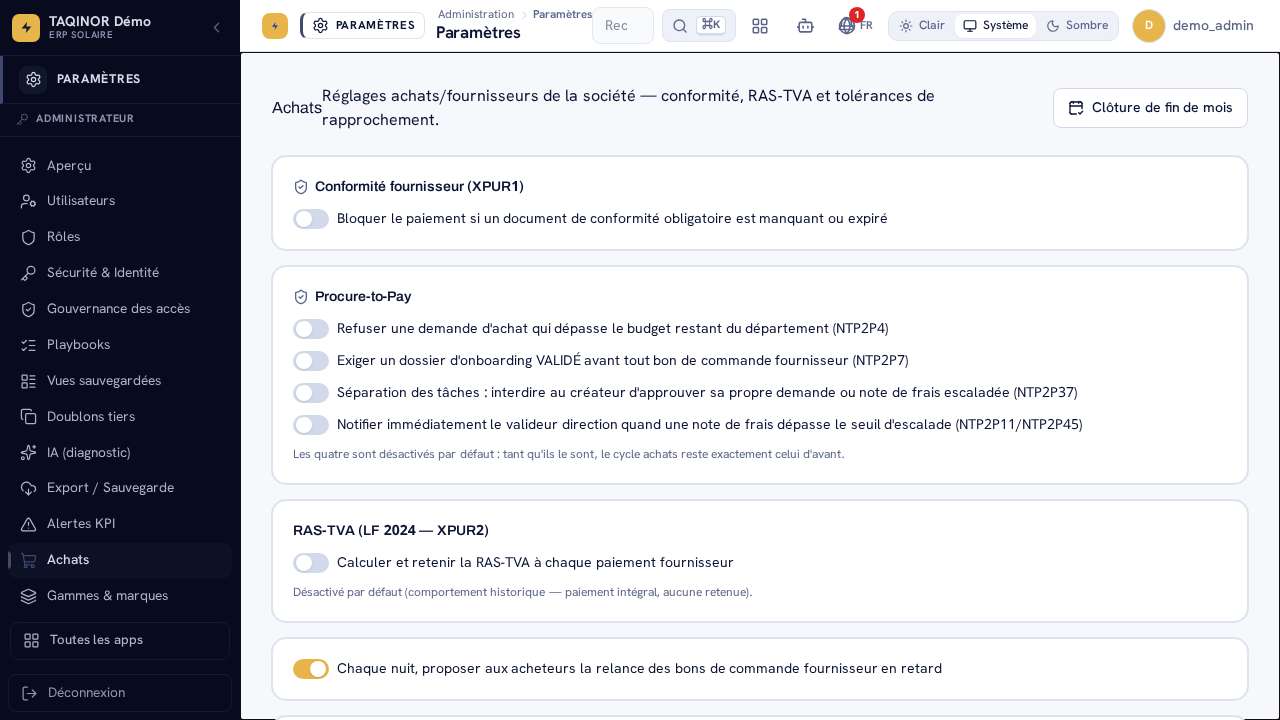 TAQINOR Démo
ERP SOLAIRE
PARAMÈTRES
ADMINISTRATEUR
Aperçu
Utilisateurs
Rôles
Sécurité & Identité
Gouvernance des accès
Playbooks
Vues sauvegardées
Doublons tiers
IA (diagnostic)
Export / Sauvegarde
Alertes KPI
Achats
Gammes & marques
Toutes les apps
Déconnexion
PARAMÈTRES
Administration
Paramètres
Paramètres
Rec
⌘K
1
FR
Clair
Système
Sombre
D
demo_admin
Achats
Réglages achats/fournisseurs de la société — conformité, RAS-TVA et tolérances de
rapprochement.
Clôture de fin de mois
Conformité fournisseur (XPUR1)
Bloquer le paiement si un document de conformité obligatoire est manquant ou expiré
Procure-to-Pay
Refuser une demande d'achat qui dépasse le budget restant du département (NTP2P4)
Exiger un dossier d'onboarding VALIDÉ avant tout bon de commande fournisseur (NTP2P7)
Séparation des tâches : interdire au créateur d'approuver sa propre demande ou note de frais escaladée (NTP2P37)
Notifier immédiatement le valideur direction quand une note de frais dépasse le seuil d'escalade (NTP2P11/NTP2P45)
Les quatre sont désactivés par défaut : tant qu'ils le sont, le cycle achats reste exactement celui d'avant.
RAS-TVA (LF 2024 — XPUR2)
Calculer et retenir la RAS-TVA à chaque paiement fournisseur
Désactivé par défaut (comportement historique — paiement intégral, aucune retenue).
Chaque nuit, proposer aux acheteurs la relance des bons de commande fournisseur en retard